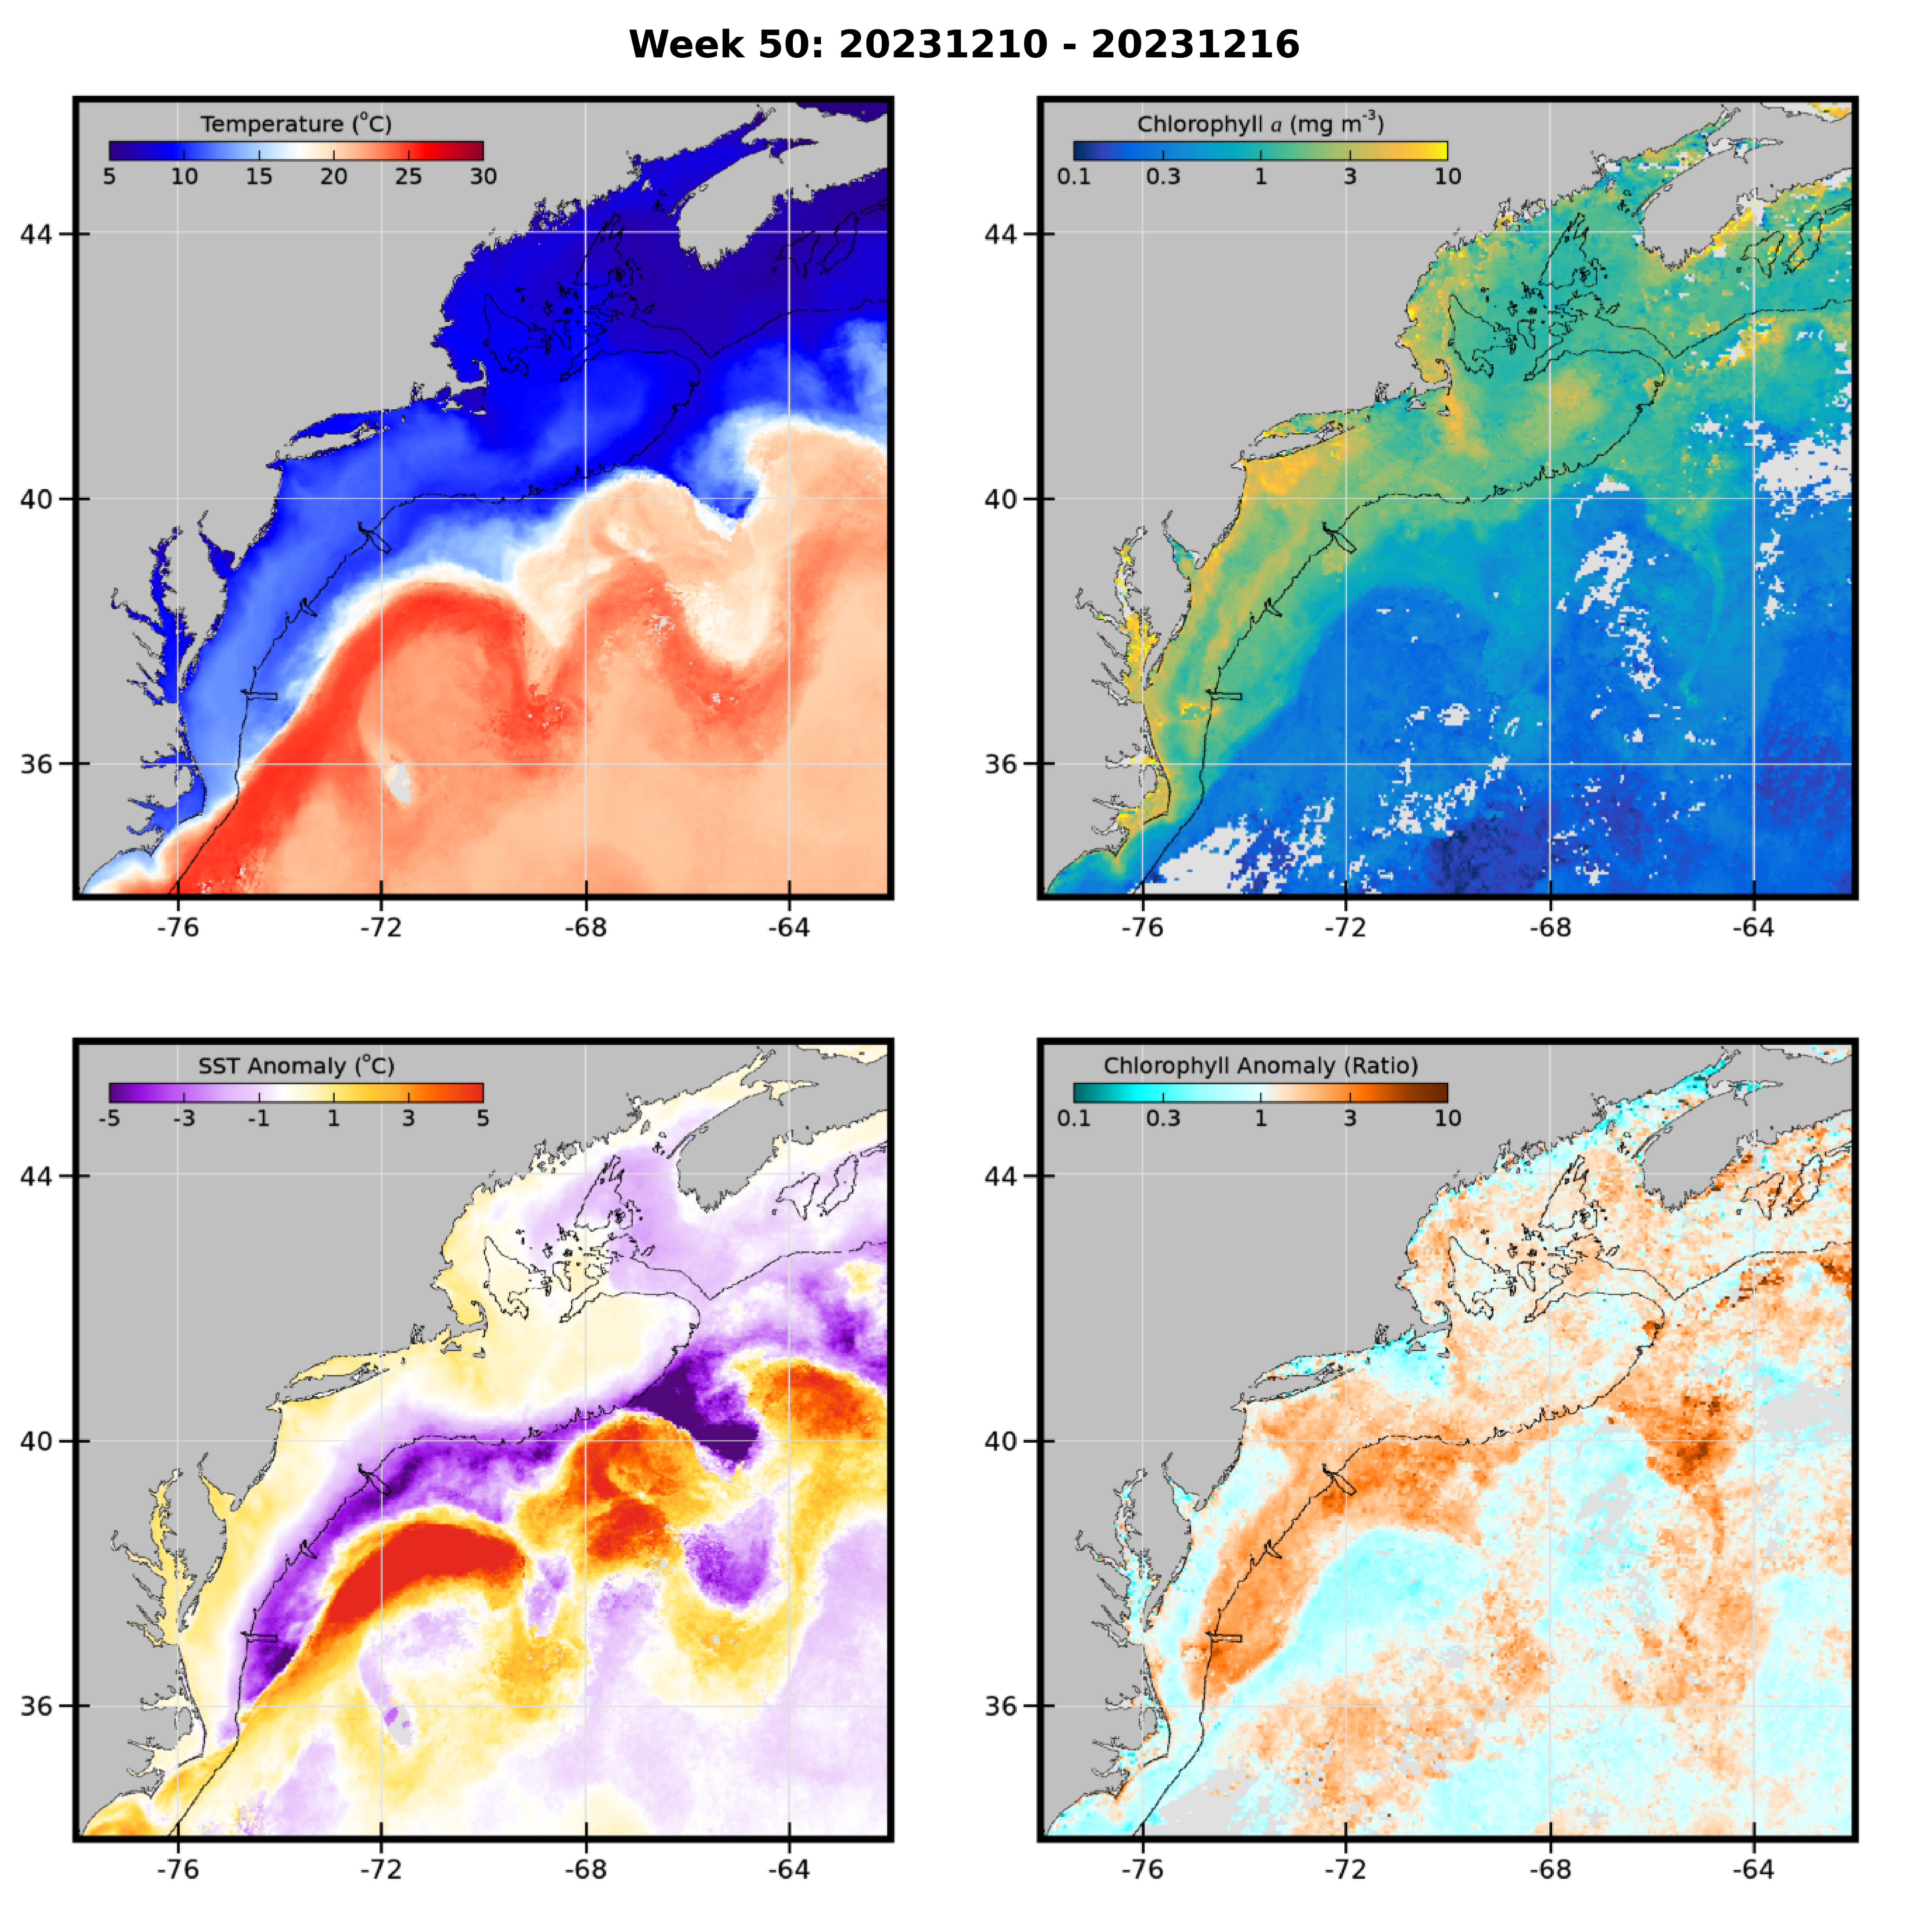 Week 50: 20231210 - 20231216
Temperature (°C)
5 10 15 20 25 30
44
40
36
-76 -72 -68 -64
Chlorophyll a (mg m⁻³)
0.1 0.3 1 3 10
44
40
36
-76 -72 -68 -64
SST Anomaly (°C)
-5 -3 -1 1 3 5
44
40
36
-76 -72 -68 -64
Chlorophyll Anomaly (Ratio)
0.1 0.3 1 3 10
44
40
36
-76 -72 -68 -64